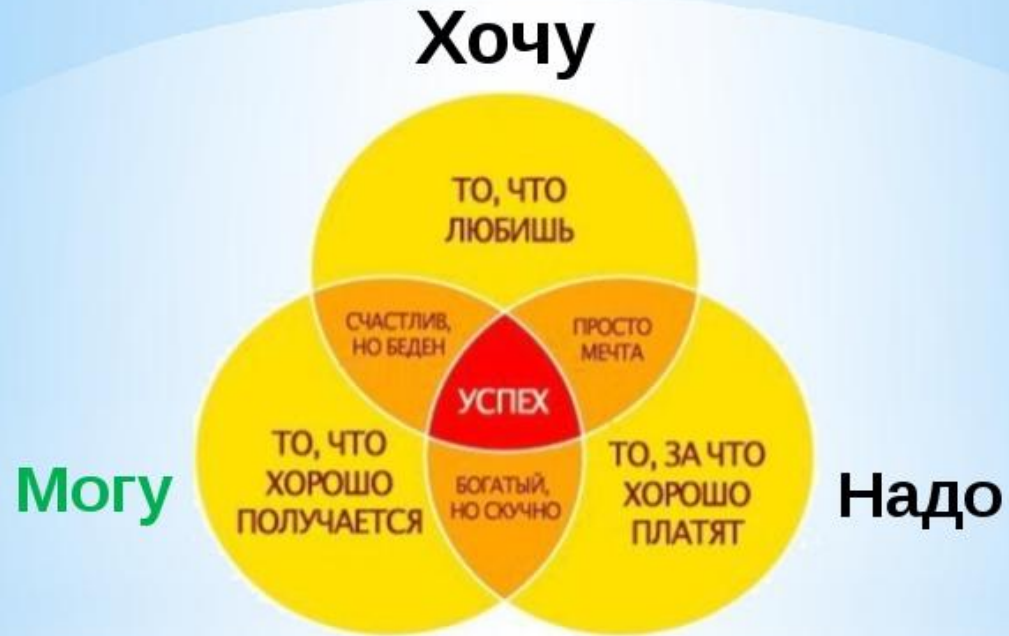 Хочу
ТО, ЧТО
ЛЮБИШЬ
СЧАСТЛИВ,
НО БЕДЕН
ПРОСТО
МЕЧТА
УСПЕХ
Могу
ТО, ЧТО
ХОРОШО
ПОЛУЧАЕТСЯ
БОГАТЫЙ,
НО СКУЧНО
ТО, ЗА ЧТО
ХОРОШО
ПЛАТЯТ
Надо